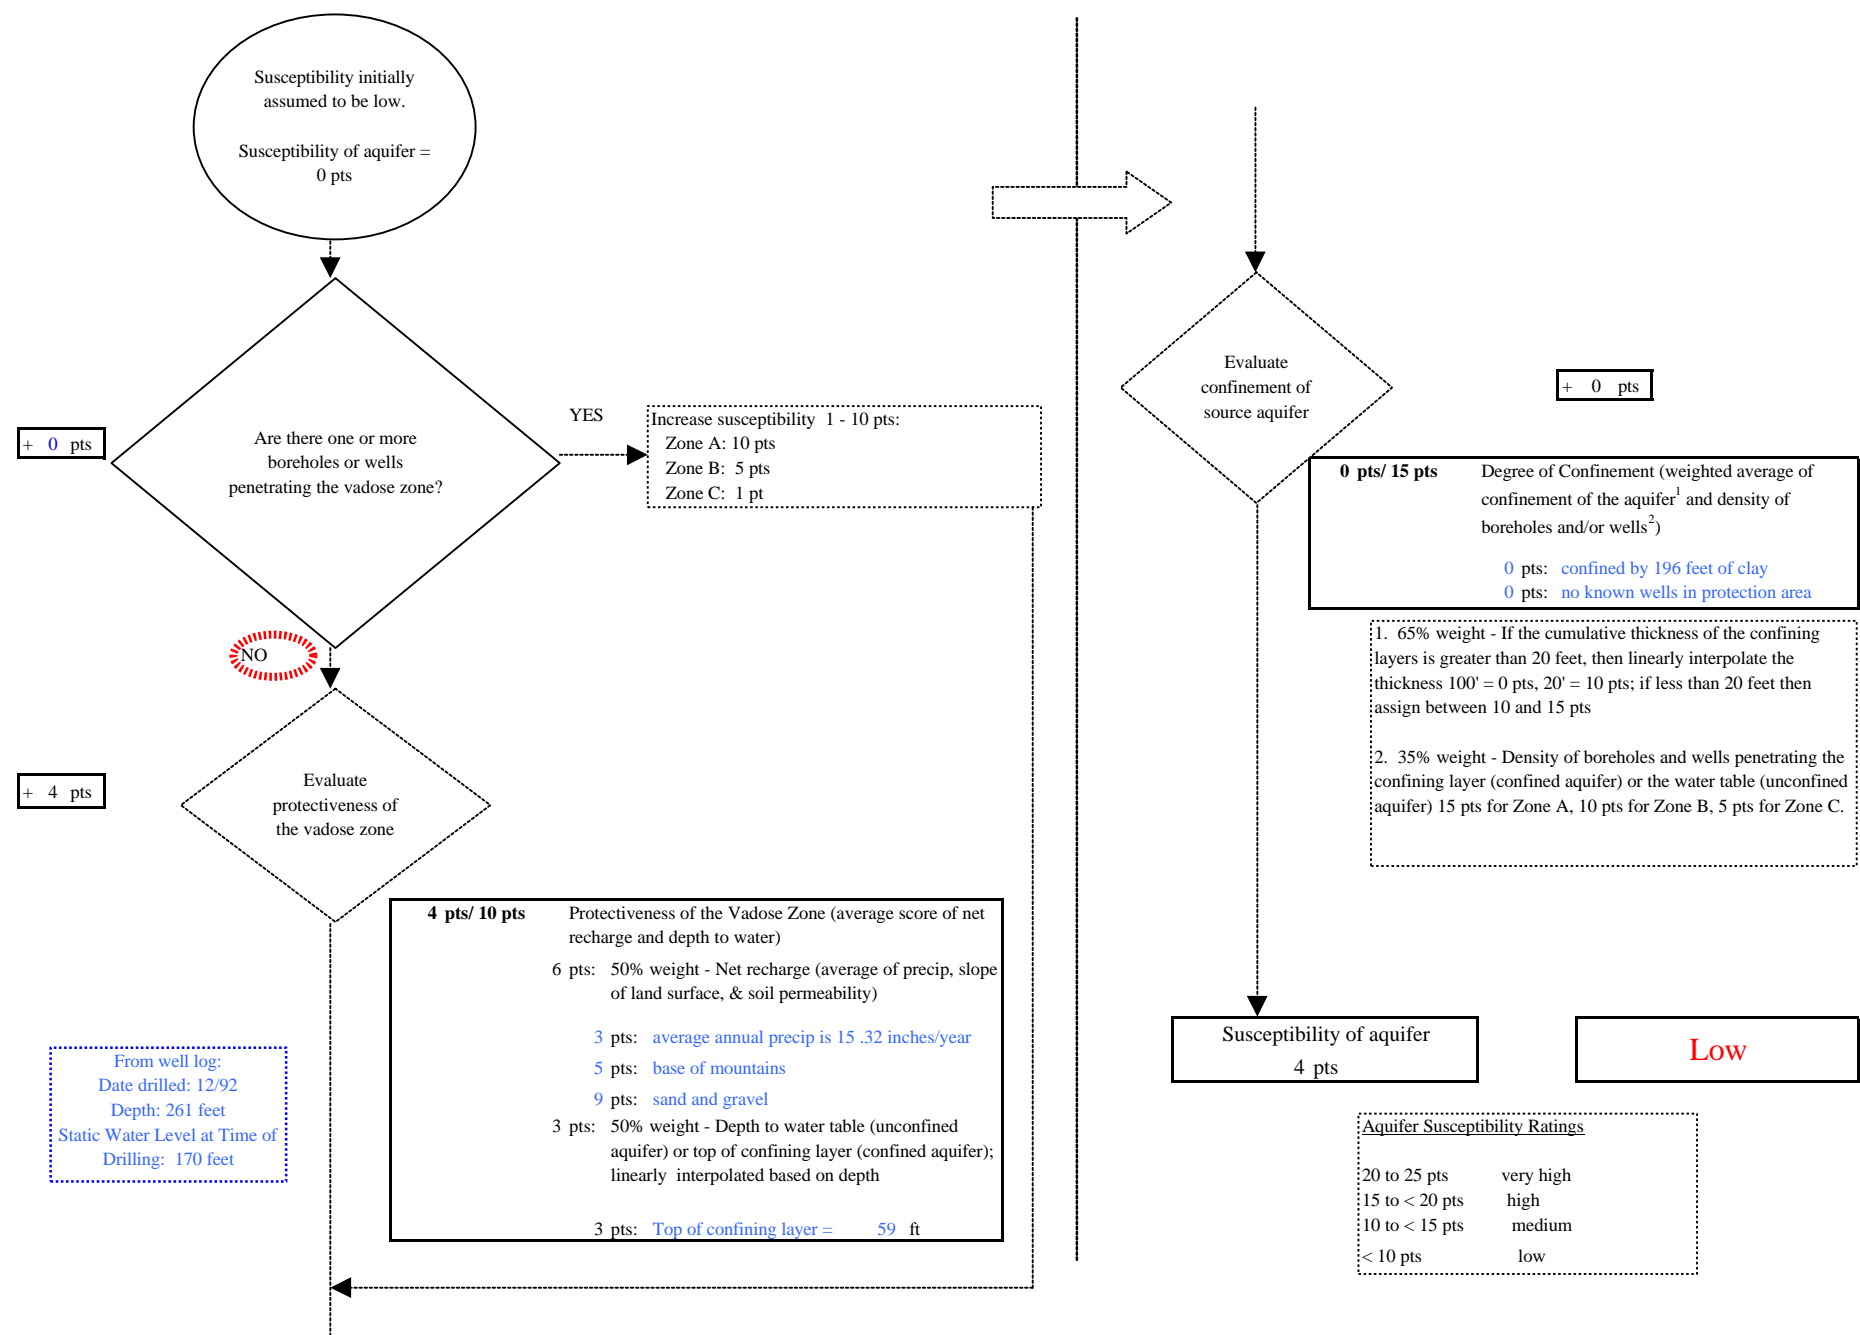 Susceptibility initially
assumed to be low.
Susceptibility of aquifer =
0 pts
+ 0 pts
Are there one or more
boreholes or wells
penetrating the vadose zone?
YES
Increase susceptibility 1 - 10 pts:
Zone A: 10 pts
Zone B: 5 pts
Zone C: 1 pt
NO
+ 4 pts
Evaluate
protectiveness of
the vadose zone
4 pts/ 10 pts Protectiveness of the Vadose Zone (average score of net
recharge and depth to water)
6 pts: 50% weight - Net recharge (average of precip, slope
of land surface, & soil permeability)
3 pts: average annual precip is 15 .32 inches/year
5 pts: base of mountains
9 pts: sand and gravel
3 pts: 50% weight - Depth to water table (unconfined
aquifer) or top of confining layer (confined aquifer);
linearly interpolated based on depth
3 pts: Top of confining layer = 59 ft
From well log:
Date drilled: 12/92
Depth: 261 feet
Static Water Level at Time of
Drilling: 170 feet
Evaluate
confinement of
source aquifer
+ 0 pts
0 pts/ 15 pts Degree of Confinement (weighted average of
confinement of the aquifer1 and density of
boreholes and/or wells2)
0 pts: confined by 196 feet of clay
0 pts: no known wells in protection area
1. 65% weight - If the cumulative thickness of the confining
layers is greater than 20 feet, then linearly interpolate the
thickness 100' = 0 pts, 20' = 10 pts; if less than 20 feet then
assign between 10 and 15 pts
2. 35% weight - Density of boreholes and wells penetrating the
confining layer (confined aquifer) or the water table (unconfined
aquifer) 15 pts for Zone A, 10 pts for Zone B, 5 pts for Zone C.
Susceptibility of aquifer
4 pts
Low
Aquifer Susceptibility Ratings
20 to 25 pts very high
15 to < 20 pts high
10 to < 15 pts medium
< 10 pts low